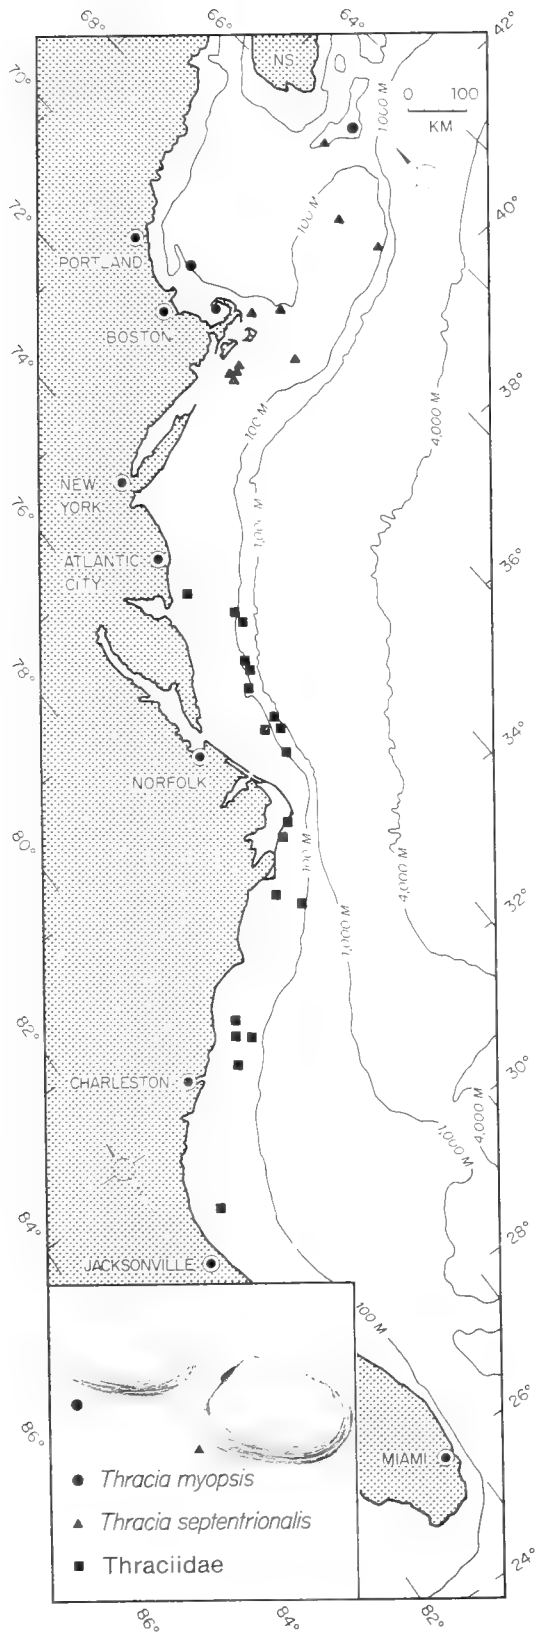 68°
66°
64°
42°
70°
NS
1000 M
0 100
KM
72°
40°
100 M
PORTLAND
BOSTON
74°
38°
4,000 M
100 M
NEW
YORK
76°
1,000 M
ATLANTIC
CITY
36°
78°
34°
NORFOLK
80°
100 M
4,000 M
32°
1,000 M
82°
30°
CHARLESTON
4,000 M
1,000 M
84°
28°
JACKSONVILLE
100 M
26°
86°
MIAMI
Thracia myopsis
Thracia septentrionalis
Thraciidae
24°
86°
84°
82°